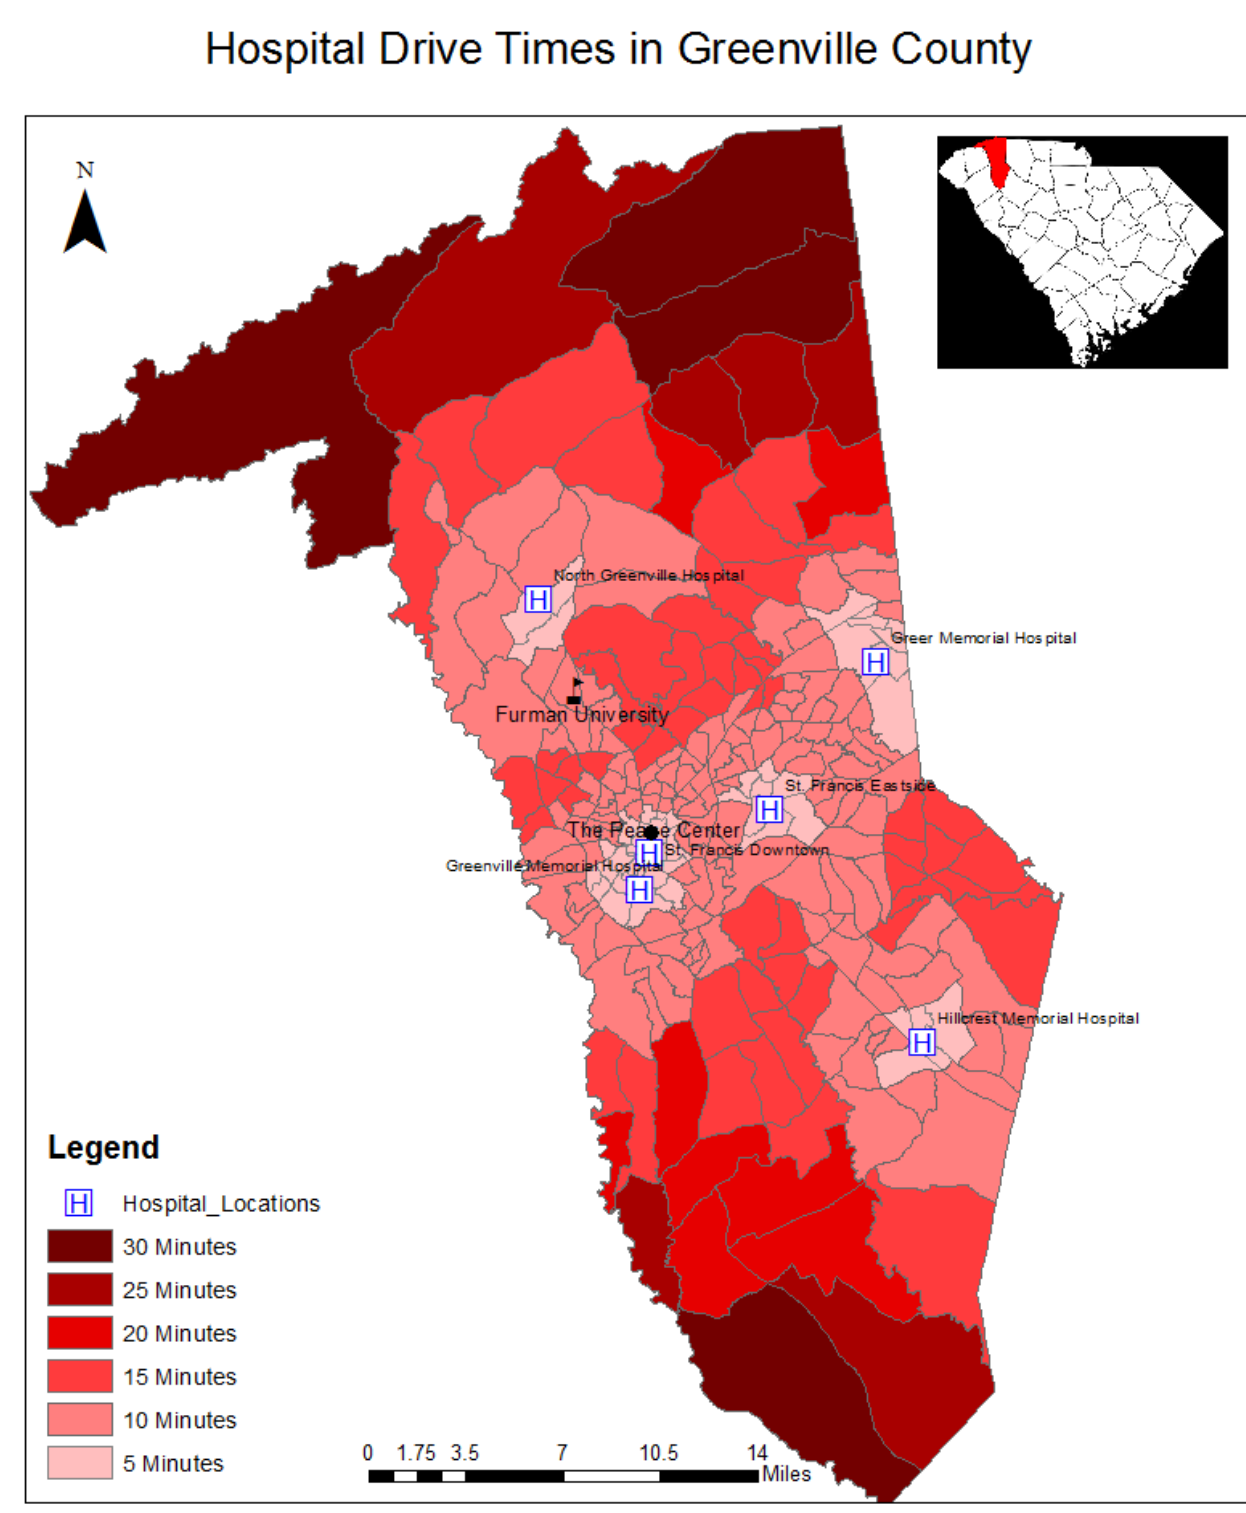 Hospital Drive Times in Greenville County
N
North Greenville Hospital
Greer Memorial Hospital
Furman University
St. Francis Eastside
The Peace Center
St. Francis Downtown
Greenville Memorial Hospital
Hillcrest Memorial Hospital
Legend
Hospital_Locations
30 Minutes
25 Minutes
20 Minutes
15 Minutes
10 Minutes
5 Minutes
0 1.75 3.5 7 10.5 14
Miles
H
H
H
H
H
H
H